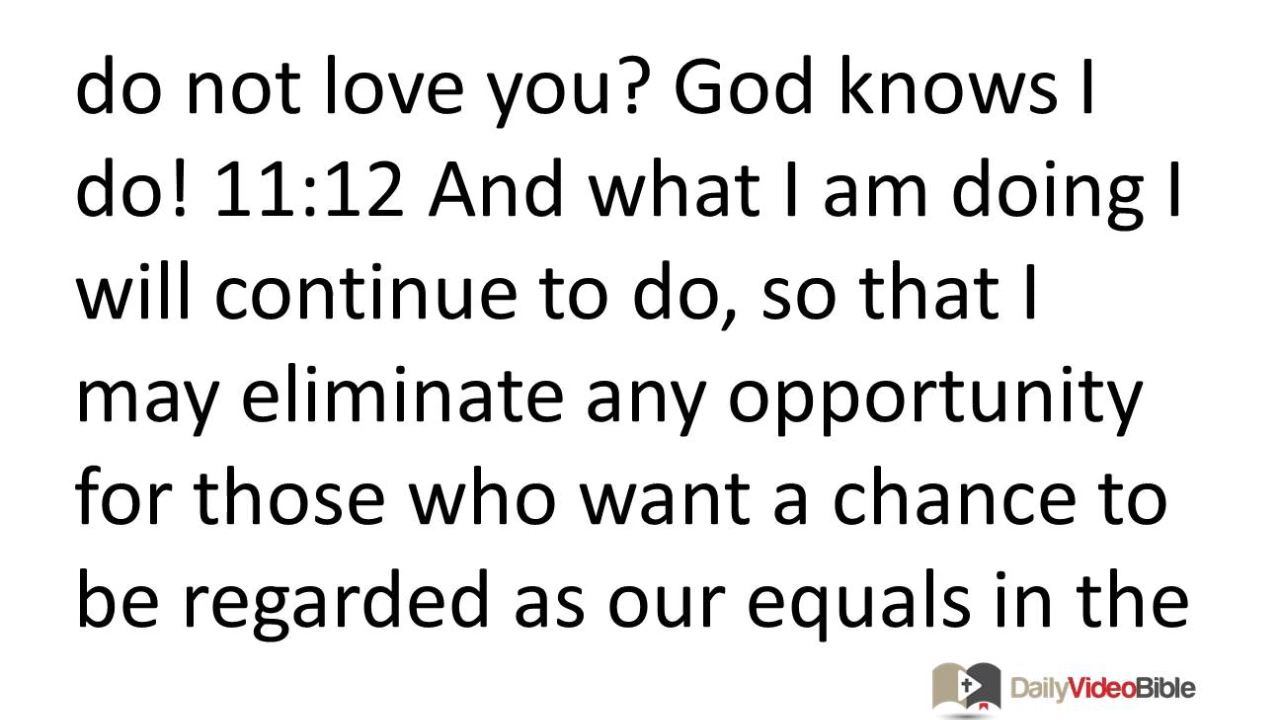 do not love you? God knows I
do! 11:12 And what I am doing I
will continue to do, so that I
may eliminate any opportunity
for those who want a chance to
be regarded as our equals in the
DailyVideoBible